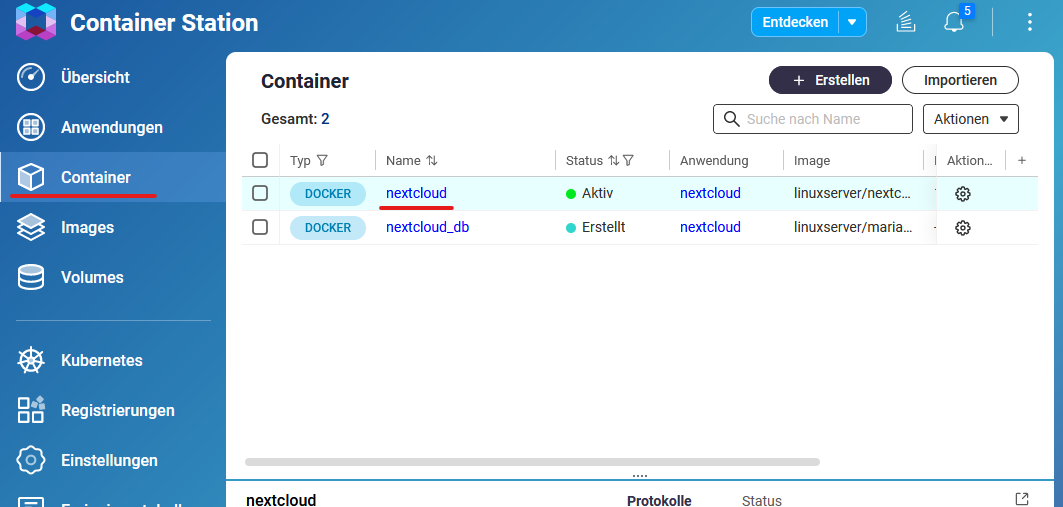 Container Station
Entdecken
5
Übersicht
Anwendungen
Container
Images
Volumes
Kubernetes
Registrierungen
Einstellungen
Container
+ Erstellen
Importieren
Gesamt: 2
Suche nach Name
Aktionen
Typ Name Status Anwendung Image Aktion... +
DOCKER nextcloud Aktiv nextcloud linuxserver/nextc...
DOCKER nextcloud_db Erstellt nextcloud linuxserver/maria...
nextcloud
Protokolle
Status